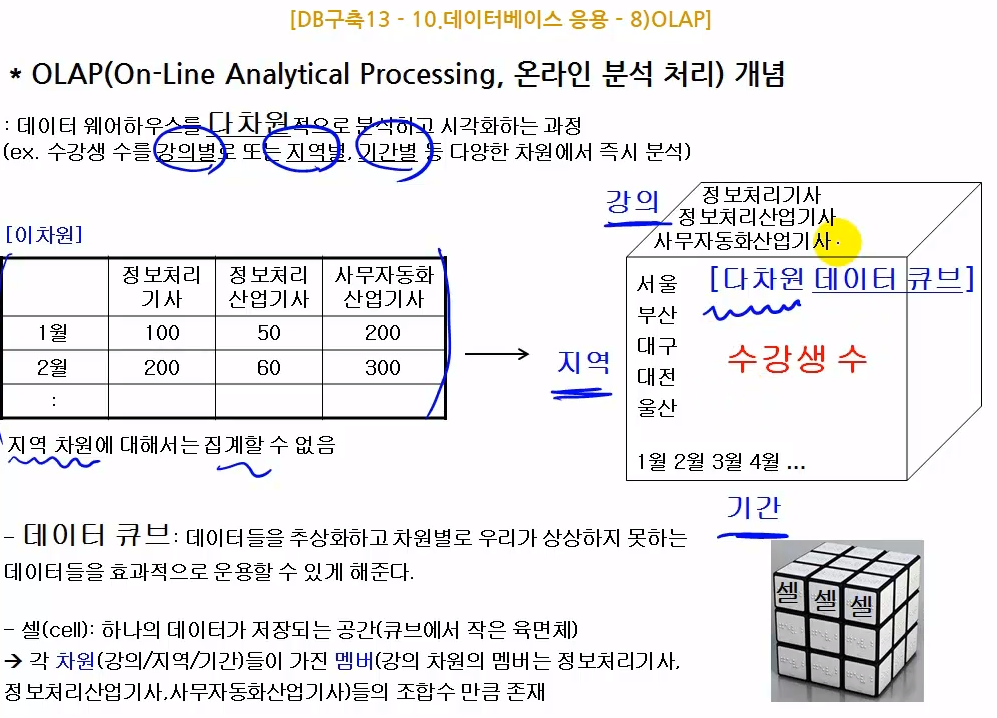 [DB구축13 - 10.데이터베이스 응용 - 8)OLAP]
* OLAP(On-Line Analytical Processing, 온라인 분석 처리) 개념
: 데이터 웨어하우스를 다차원적으로 분석하고 시각화하는 과정
(ex. 수강생 수를 강의별로 또는 지역별, 기간별 등 다양한 차원에서 즉시 분석)
[이차원]
정보처리 기사 정보처리 산업기사 사무자동화 산업기사
1월 100 50 200
2월 200 60 300
:
지역 차원에 대해서는 집계할 수 없음
강의
정보처리기사
정보처리산업기사
사무자동화산업기사
[다차원 데이터 큐브]
지역
서울
부산
대구
대전
울산
수강생 수
1월 2월 3월 4월 ...
기간
- 데이터 큐브: 데이터들을 추상화하고 차원별로 우리가 상상하지 못하는
데이터들을 효과적으로 운용할 수 있게 해준다.
셀 셀 셀
- 셀(cell): 하나의 데이터가 저장되는 공간(큐브에서 작은 육면체)
→ 각 차원(강의/지역/기간)들이 가진 멤버(강의 차원의 멤버는 정보처리기사,
정보처리산업기사,사무자동화산업기사)들의 조합수 만큼 존재